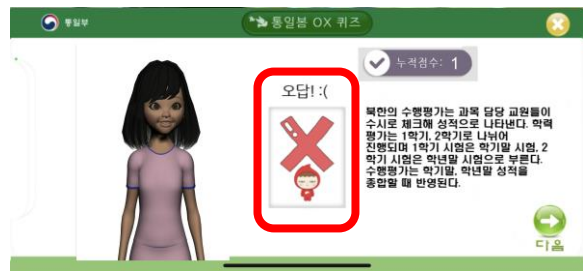 통일부
통일봄 OX 퀴즈
누적점수: 1
오답! :(
북한의 수행평가는 과목 담당 교원들이
수시로 체크해 성적으로 나타낸다. 학력
평가는 1학기, 2학기로 나뉘어
진행되며 1학기 시험은 학기말 시험, 2
학기 시험은 학년말 시험으로 부른다.
수행평가는 학기말, 학년말 성적을
종합할 때 반영된다.
다음